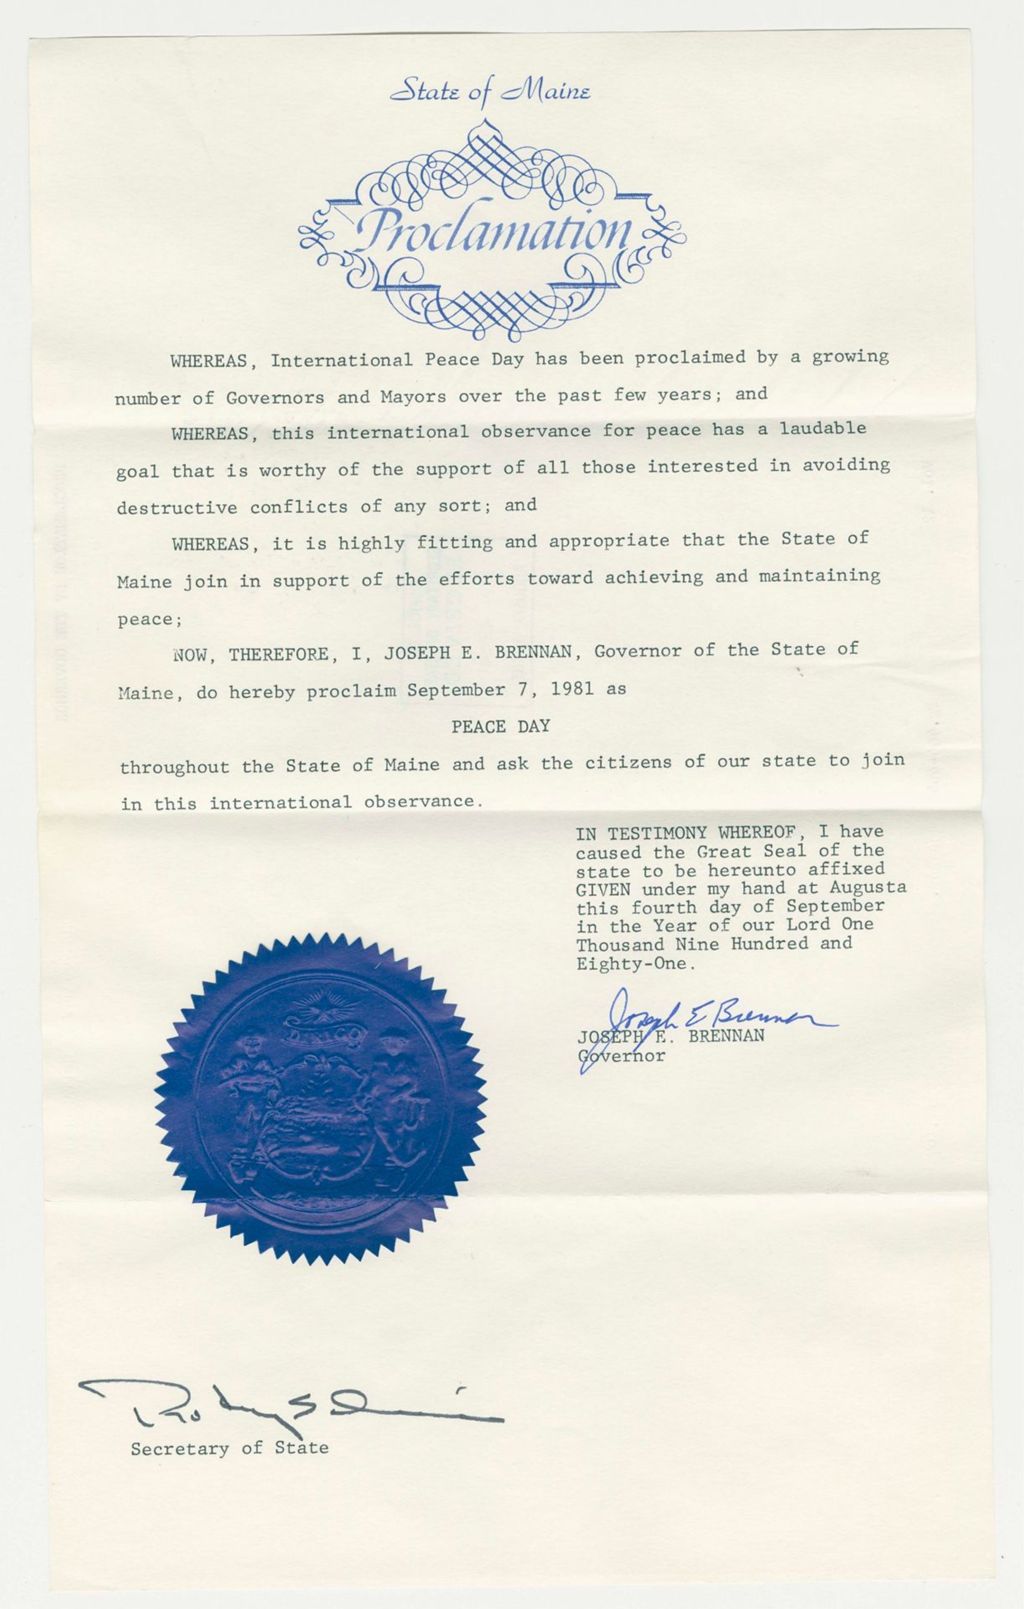 State of Maine
Proclamation
WHEREAS, International Peace Day has been proclaimed by a growing
number of Governors and Mayors over the past few years; and
WHEREAS, this international observance for peace has a laudable
goal that is worthy of the support of all those interested in avoiding
destructive conflicts of any sort; and
WHEREAS, it is highly fitting and appropriate that the State of
Maine join in support of the efforts toward achieving and maintaining
peace;
NOW, THEREFORE, I, JOSEPH E. BRENNAN, Governor of the State of
Maine, do hereby proclaim September 7, 1981 as
PEACE DAY
throughout the State of Maine and ask the citizens of our state to join
in this international observance.
IN TESTIMONY WHEREOF, I have
caused the Great Seal of the
state to be hereunto affixed
GIVEN under my hand at Augusta
this fourth day of September
in the Year of our Lord One
Thousand Nine Hundred and
Eighty-One.
Joseph E Brennan
JOSEPH E. BRENNAN
Governor
Secretary of State